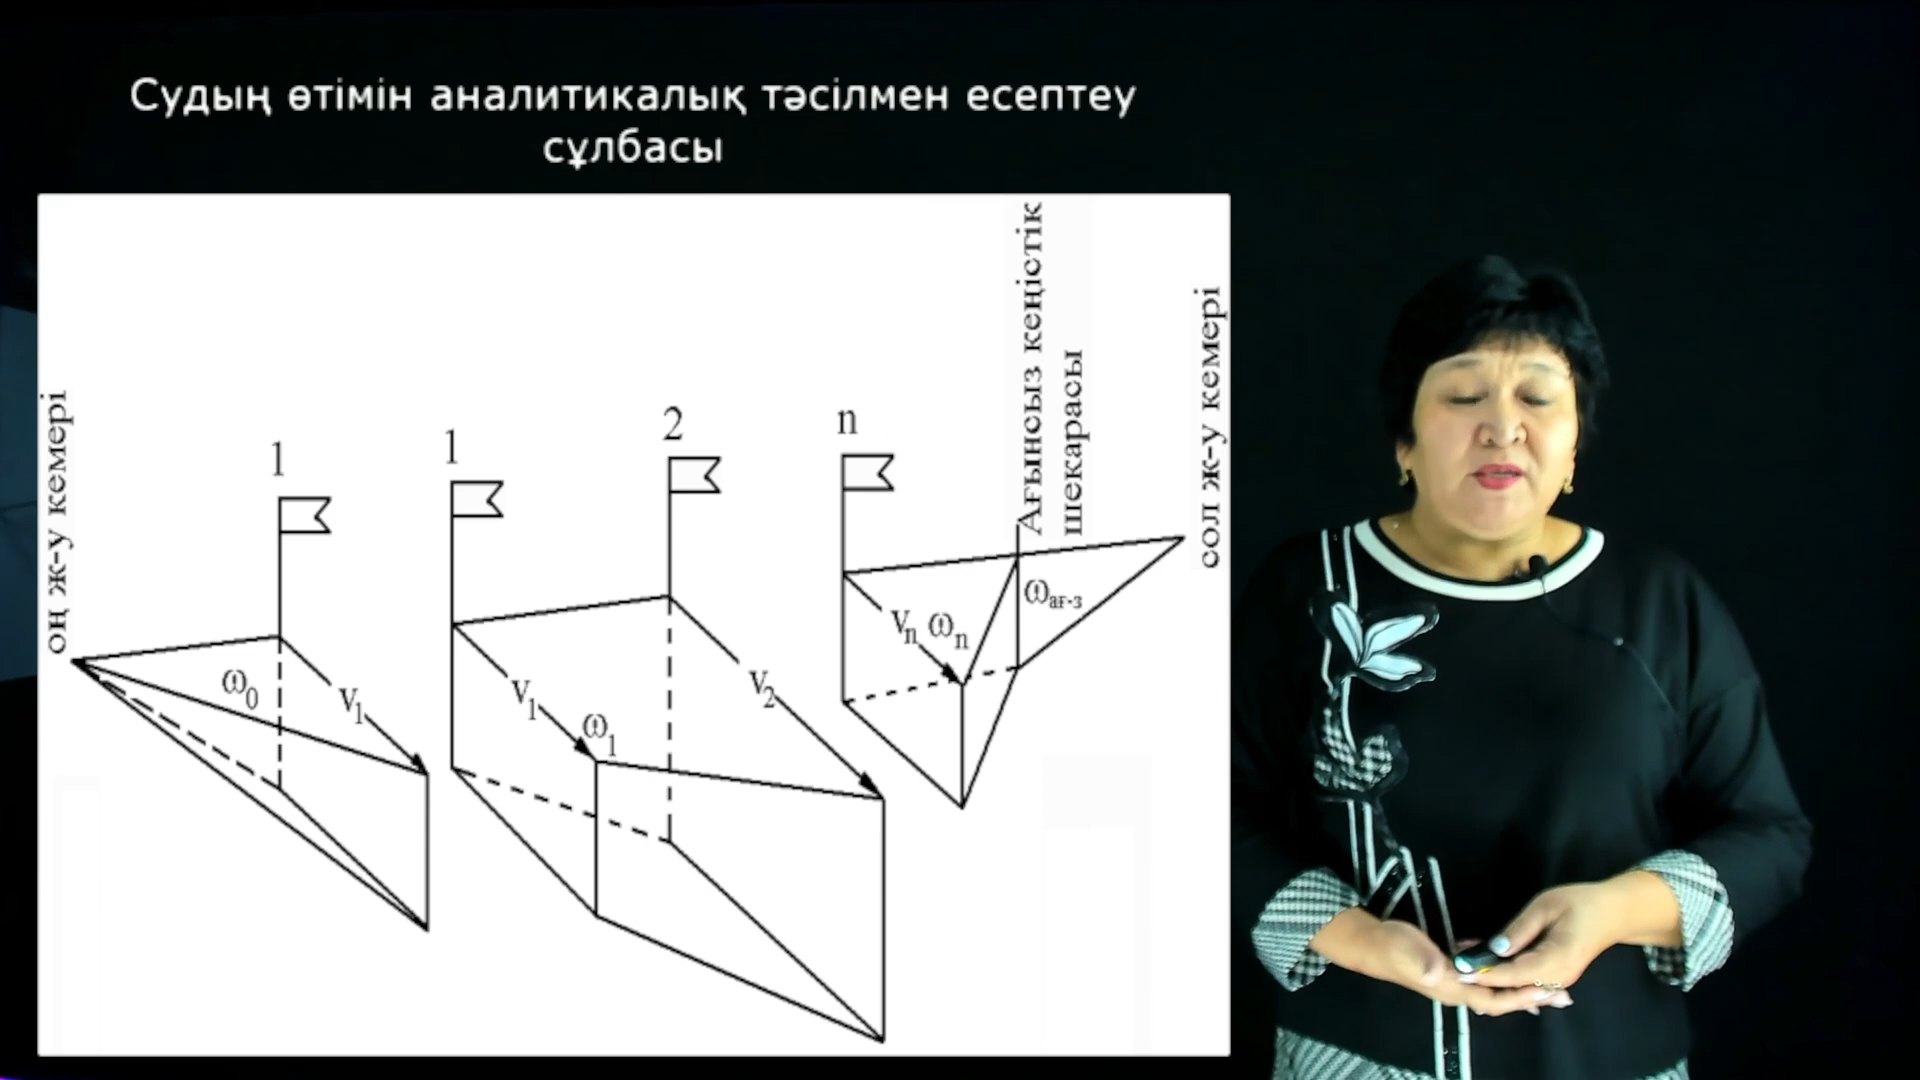 Судың өтімін аналитикалық тәсілмен есептеу
сұлбасы
оң ж-у кемері
1
1
2
n
Ағынсыз кеңістік
шекарасы
сол ж-у кемері
ω0
v1
v1
ω1
v2
vn
ωn
ωағ-з